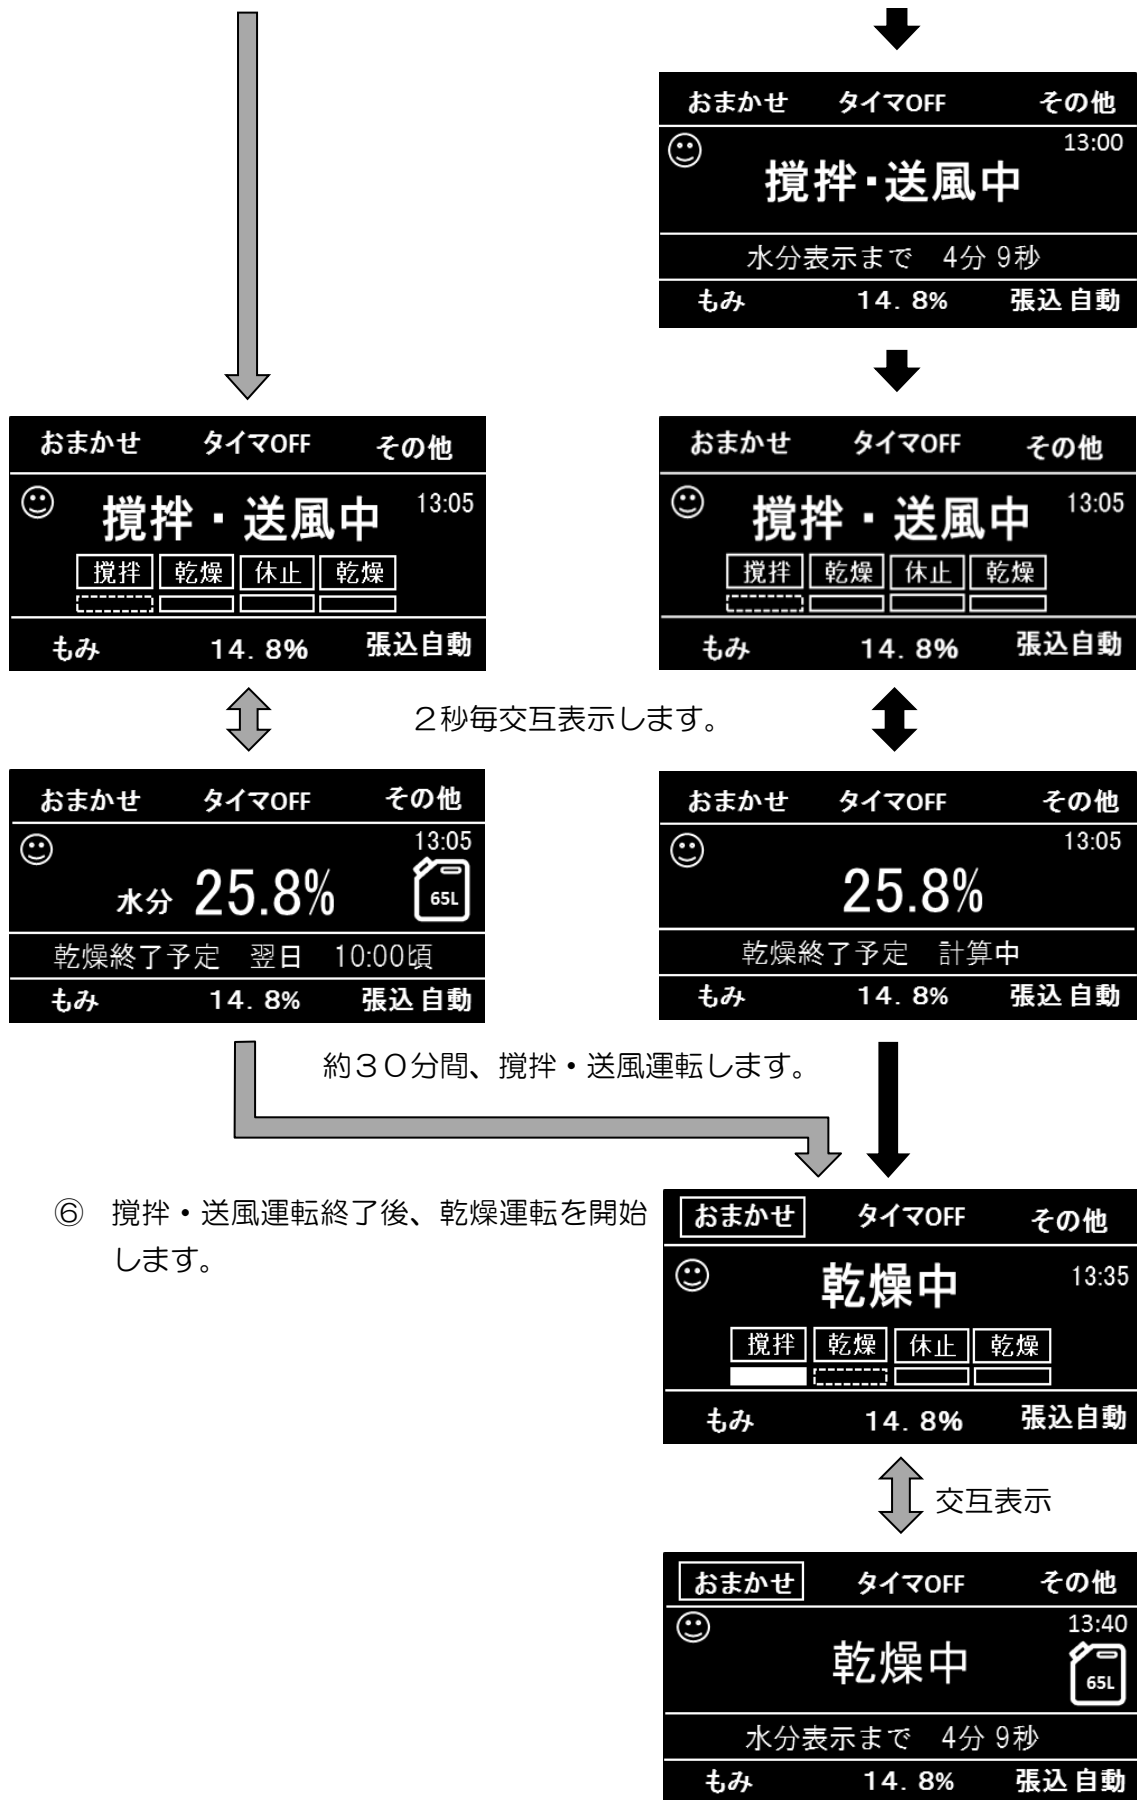 おまかせ タイマOFF その他
13:00
撹拌・送風中
水分表示まで 4分 9秒
もみ 14. 8% 張込 自動
おまかせ タイマOFF その他
撹拌・送風中 13:05
撹拌 乾燥 休止 乾燥
もみ 14. 8% 張込自動
おまかせ タイマOFF その他
撹拌・送風中 13:05
撹拌 乾燥 休止 乾燥
もみ 14. 8% 張込自動
２秒毎交互表示します。
おまかせ タイマOFF その他
13:05
水分 25.8% 65L
乾燥終了予定 翌日 10:00頃
もみ 14. 8% 張込 自動
おまかせ タイマOFF その他
13:05
25.8%
乾燥終了予定 計算中
もみ 14. 8% 張込 自動
約３０分間、撹拌・送風運転します。
⑥ 撹拌・送風運転終了後、乾燥運転を開始
します。
おまかせ タイマOFF その他
乾燥中 13:35
撹拌 乾燥 休止 乾燥
もみ 14. 8% 張込自動
交互表示
おまかせ タイマOFF その他
13:40
乾燥中 65L
水分表示まで 4分 9秒
もみ 14. 8% 張込 自動